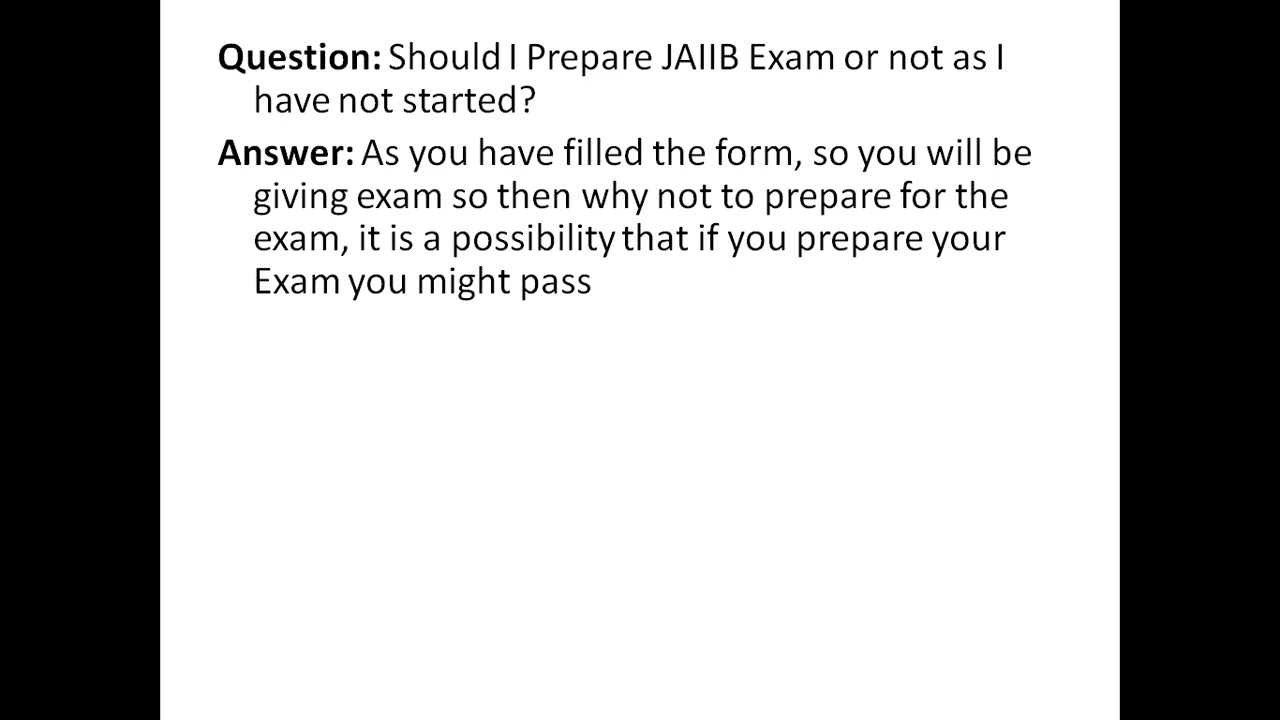 Question: Should I Prepare JAIIB Exam or not as I
have not started?
Answer: As you have filled the form, so you will be
giving exam so then why not to prepare for the
exam, it is a possibility that if you prepare your
Exam you might pass